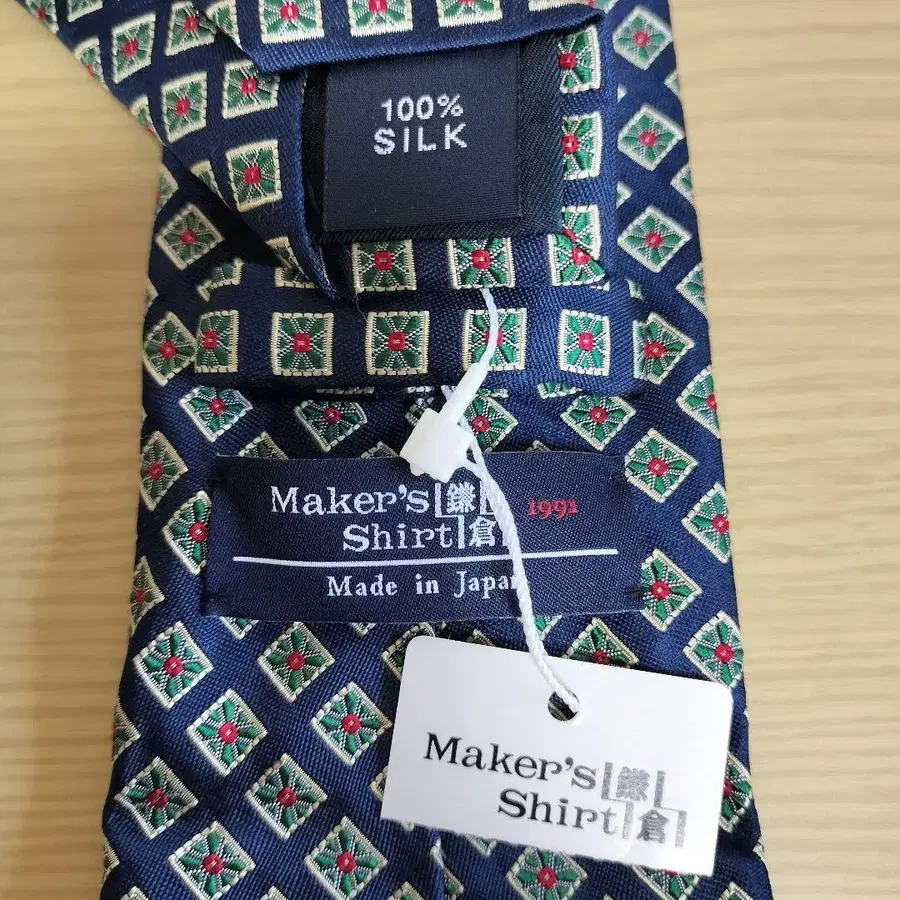 100%
SILK
Maker's 鎌 1991
Shirt 倉
Made in Japan
Maker's 鎌
Shirt 倉